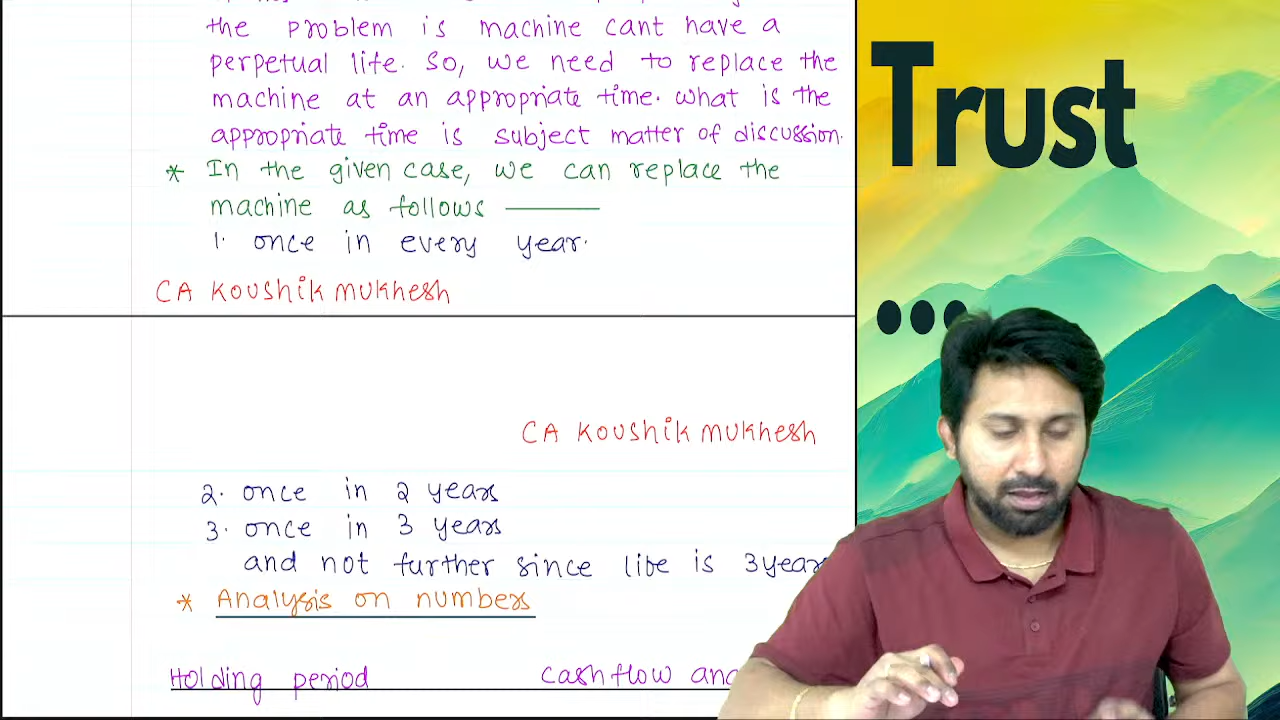 the problem is machine cant have a
perpetual life. So, we need to replace the
machine at an appropriate time. what is the
appropriate time is subject matter of discussion.
* In the given case, we can replace the
machine as follows
1. once in every year.
CA Koushik mukhesh
CA Koushik mukhesh
2. once in 2 years
3. once in 3 years
and not further since life is 3 years
* Analysis on numbers
Holding period cash flow
Trust
...